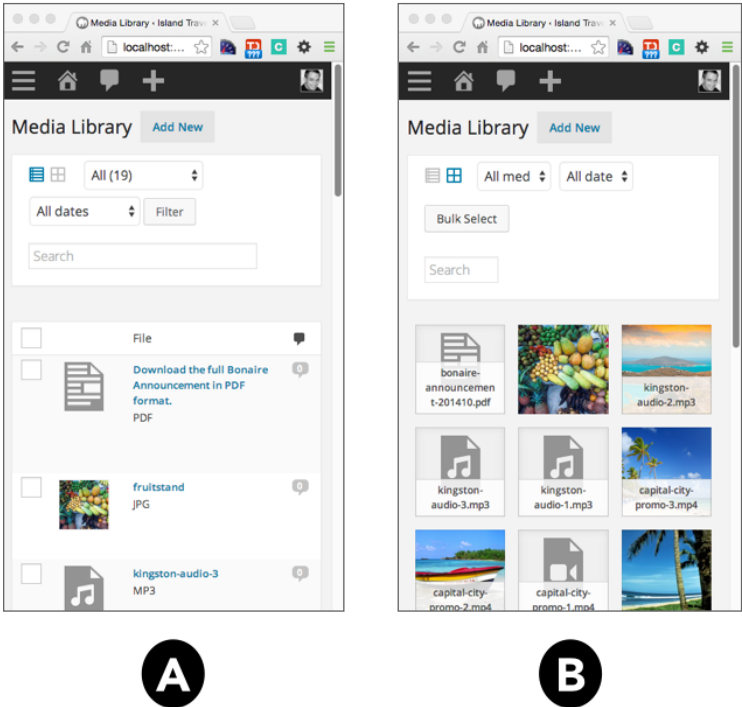 Media Library ‹ Island Trav
localhost:...
Media Library
Add New
All (19)
All dates
Filter
Search
File
Download the full Bonaire
Announcement in PDF
format.
PDF
0
fruitstand
JPG
0
kingston-audio-3
MP3
0
A
Media Library ‹ Island Trav
localhost:...
Media Library
Add New
All med
All date
Bulk Select
Search
bonaire-
announcemen
t-201410.pdf
kingston-
audio-2.mp3
kingston-
audio-3.mp3
kingston-
audio-1.mp3
capital-city-
promo-3.mp4
capital-city-
promo-2.mp4
capital-city-
promo-1.mp4
B